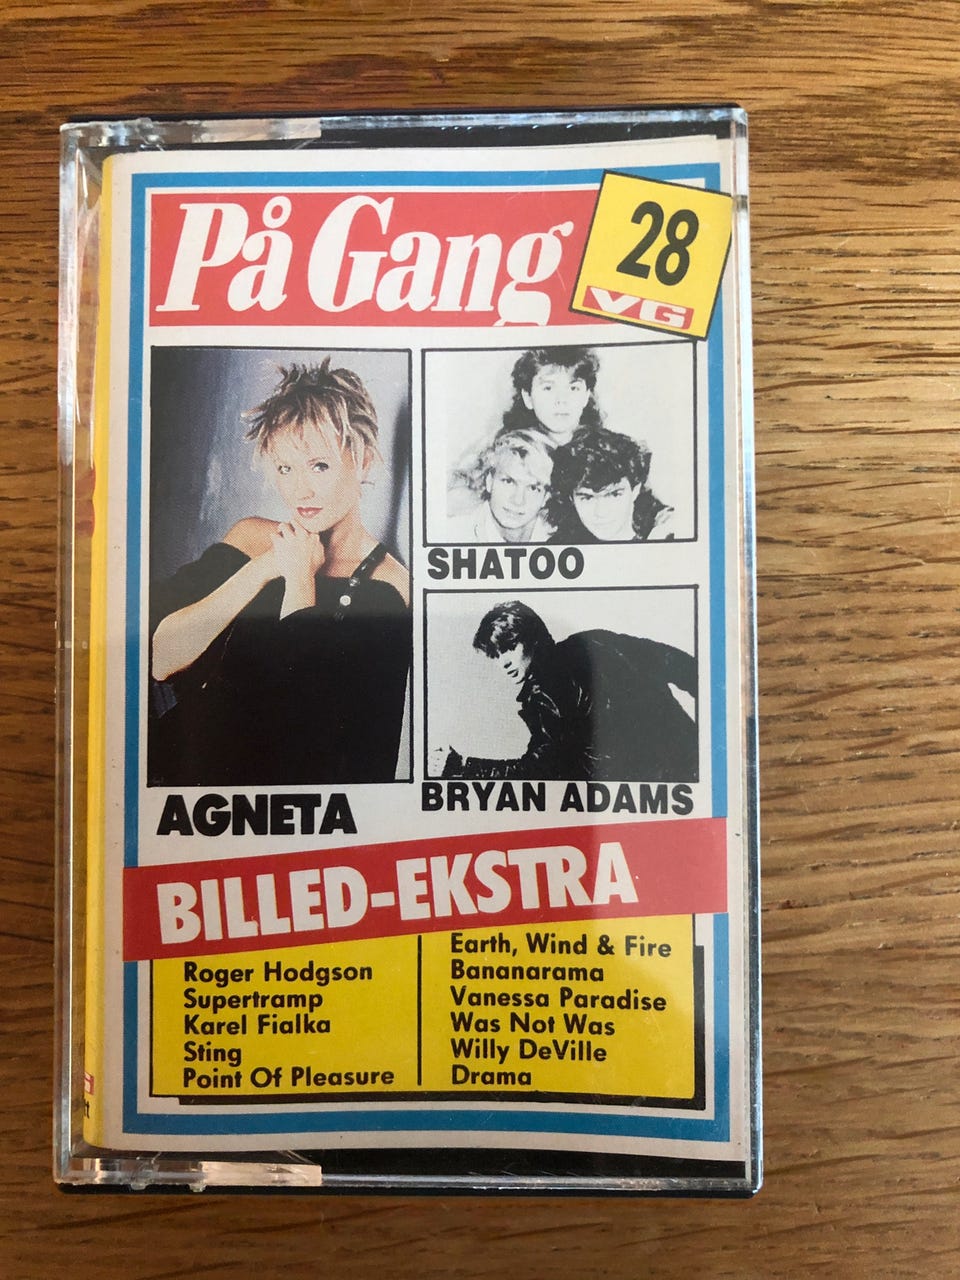 På Gang
28
VG
SHATOO
AGNETA
BRYAN ADAMS
BILLED-EKSTRA
Roger Hodgson
Supertramp
Karel Fialka
Sting
Point Of Pleasure
Earth, Wind & Fire
Bananarama
Vanessa Paradise
Was Not Was
Willy DeVille
Drama